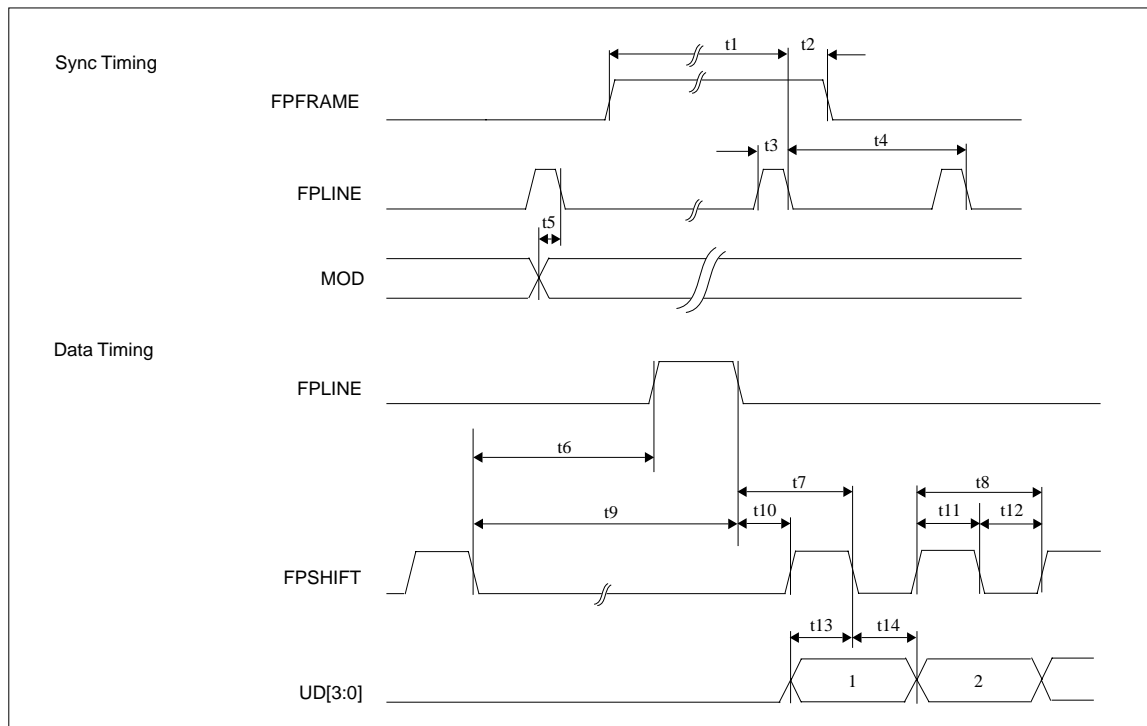 Sync Timing
t1
t2
FPFRAME
t3
t4
FPLINE
t5
MOD
Data Timing
FPLINE
t6
t7
t8
t9
t10
t11
t12
FPSHIFT
t13
t14
UD[3:0]
1
2